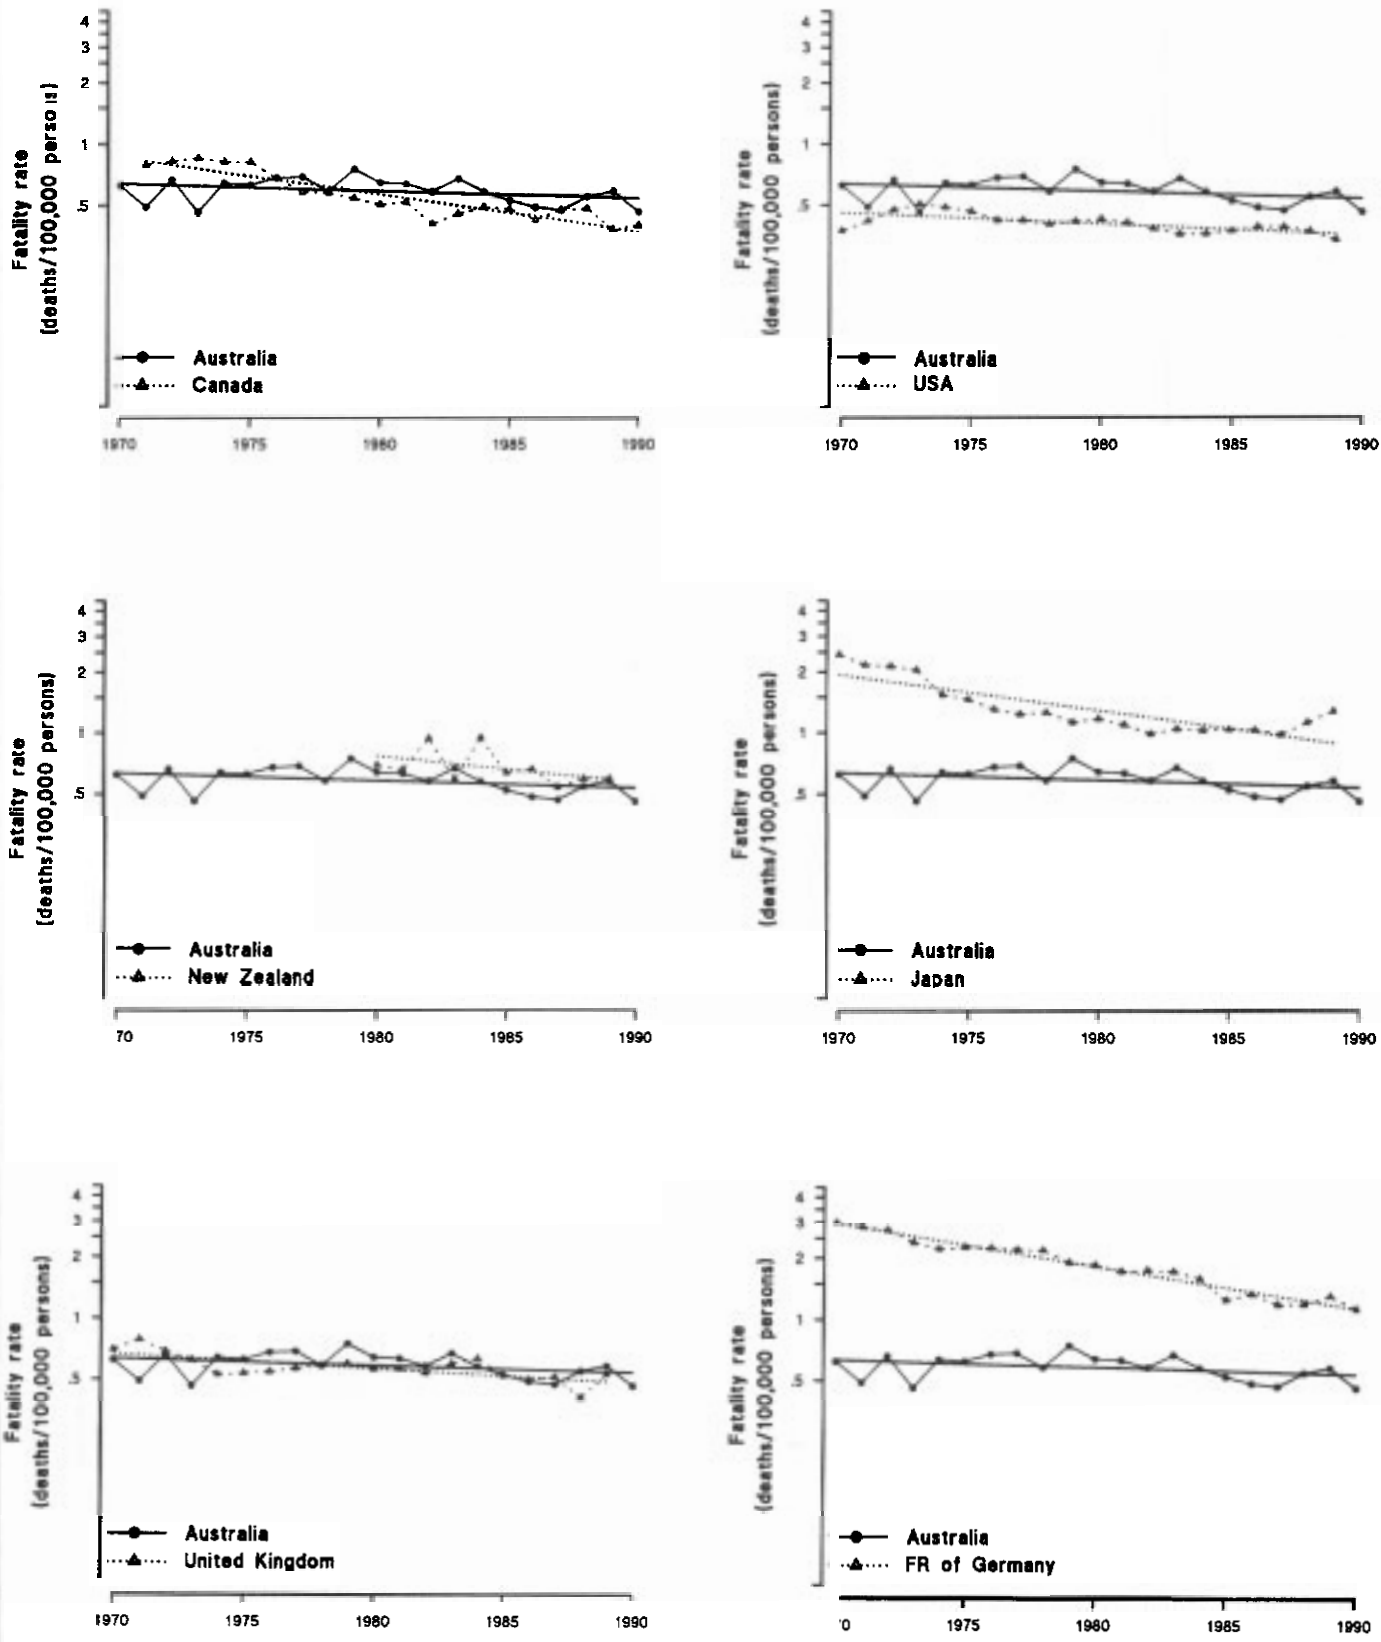 4
3
2
1
.5
Fatality rate
(deaths/100,000 persons)
Australia
Canada
1970 1975 1980 1985 1990
4
3
2
1
.5
Fatality rate
(deaths/100,000 persons)
Australia
USA
1970 1975 1980 1985 1990
4
3
2
1
.5
Fatality rate
(deaths/100,000 persons)
Australia
New Zealand
70 1975 1980 1985 1990
4
3
2
1
.5
Fatality rate
(deaths/100,000 persons)
Australia
Japan
1970 1975 1980 1985 1990
4
3
2
1
.5
Fatality rate
(deaths/100,000 persons)
Australia
United Kingdom
1970 1975 1980 1985 1990
4
3
2
1
.5
Fatality rate
(deaths/100,000 persons)
Australia
FR of Germany
'0 1975 1980 1985 1990